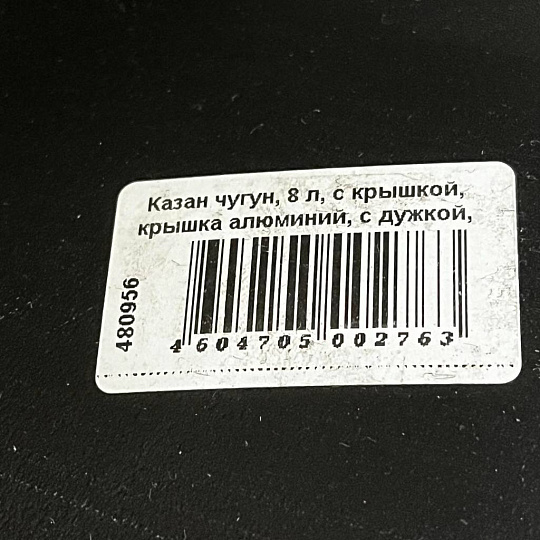 Казан чугун, 8 л, с крышкой,
крышка алюминий, с дужкой,
480956
4 604705 002763